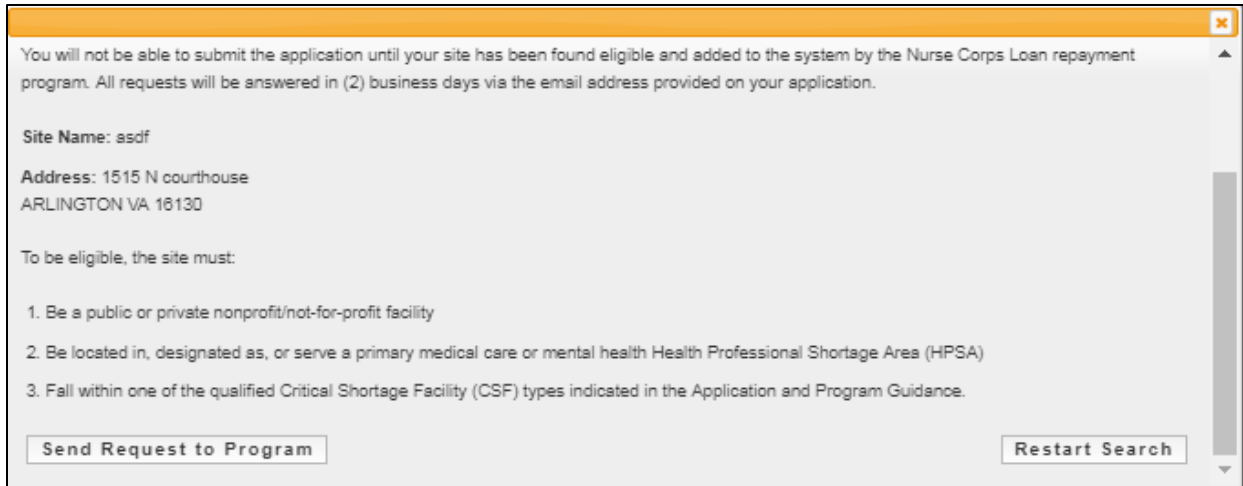 You will not be able to submit the application until your site has been found eligible and added to the system by the Nurse Corps Loan repayment
program. All requests will be answered in (2) business days via the email address provided on your application.
Site Name: asdf
Address: 1515 N courthouse
ARLINGTON VA 16130
To be eligible, the site must:
1. Be a public or private nonprofit/not-for-profit facility
2. Be located in, designated as, or serve a primary medical care or mental health Health Professional Shortage Area (HPSA)
3. Fall within one of the qualified Critical Shortage Facility (CSF) types indicated in the Application and Program Guidance.
Send Request to Program Restart Search